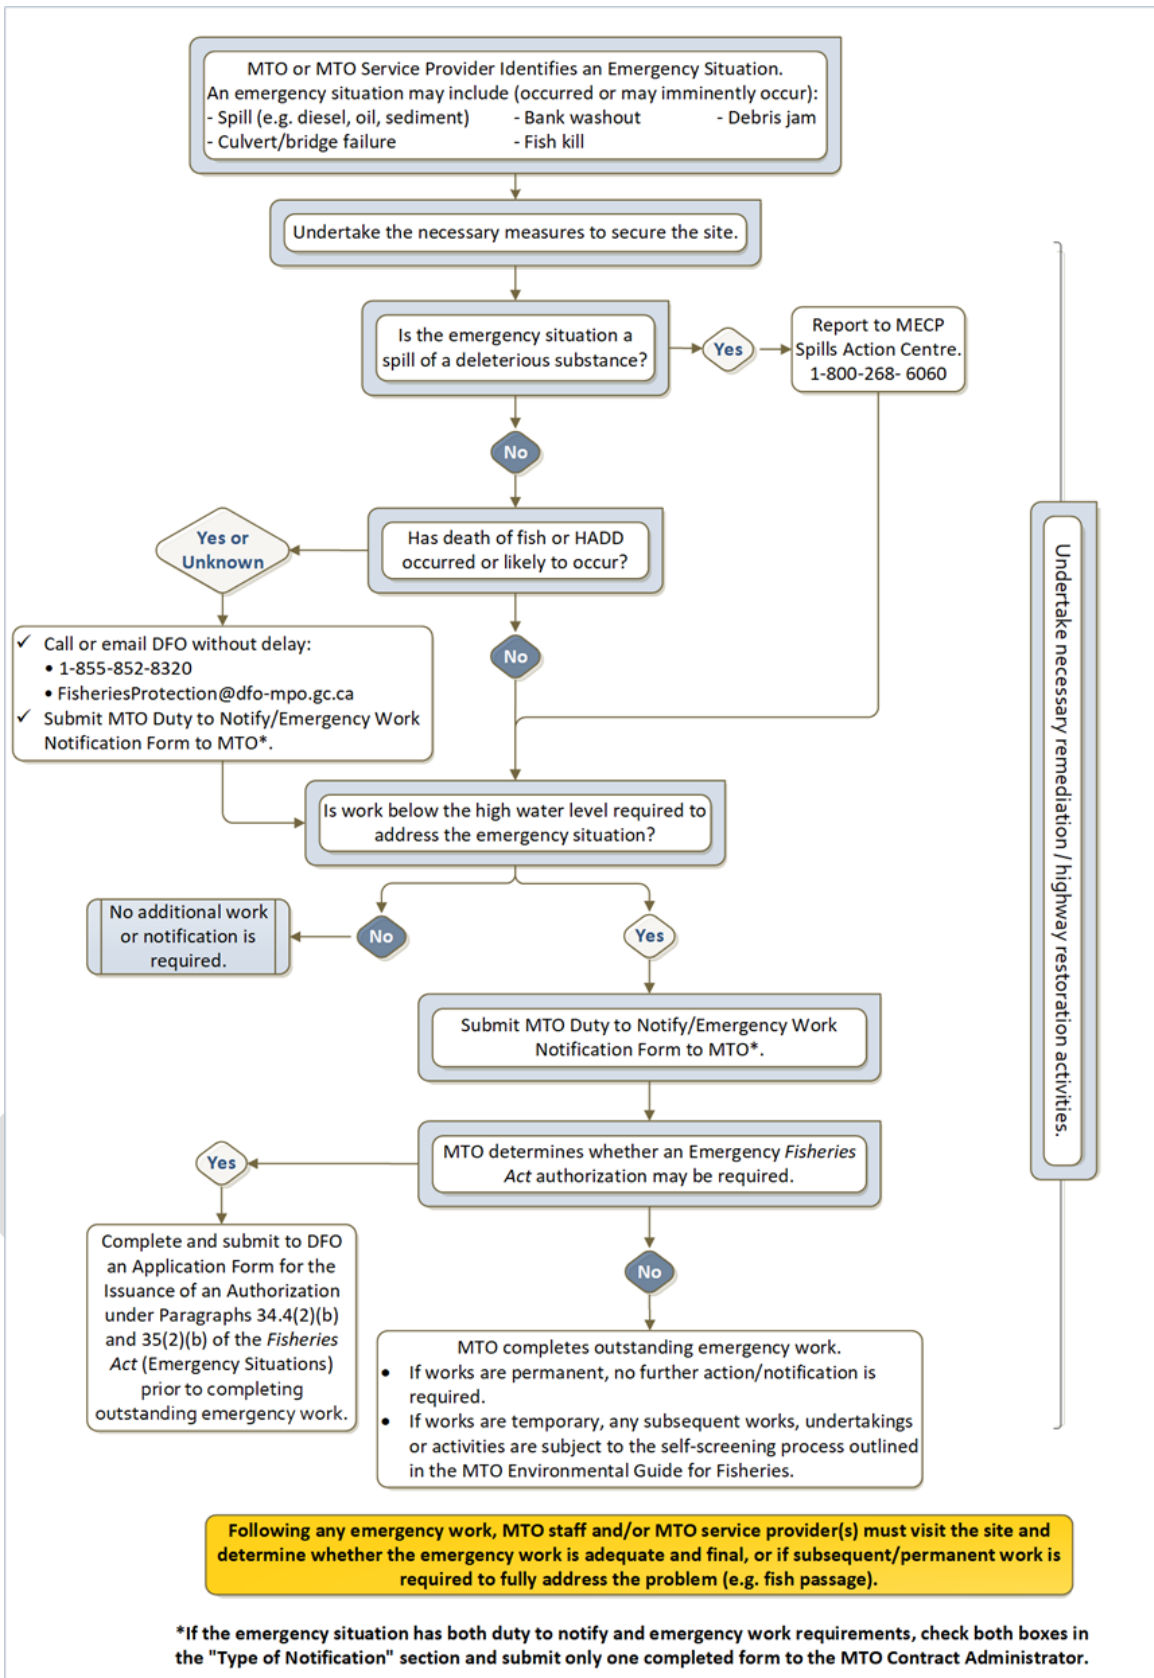 MTO or MTO Service Provider Identifies an Emergency Situation.
An emergency situation may include (occurred or may imminently occur):
- Spill (e.g. diesel, oil, sediment) - Bank washout - Debris jam
- Culvert/bridge failure - Fish kill
Undertake the necessary measures to secure the site.
Is the emergency situation a
spill of a deleterious substance?
Yes
Report to MECP
Spills Action Centre.
1-800-268- 6060
No
Has death of fish or HADD
occurred or likely to occur?
Yes or
Unknown
✓ Call or email DFO without delay:
• 1-855-852-8320
• FisheriesProtection@dfo-mpo.gc.ca
✓ Submit MTO Duty to Notify/Emergency Work
Notification Form to MTO*.
No
Is work below the high water level required to
address the emergency situation?
No
No additional work
or notification is
required.
Yes
Submit MTO Duty to Notify/Emergency Work
Notification Form to MTO*.
MTO determines whether an Emergency Fisheries
Act authorization may be required.
Yes
Complete and submit to DFO
an Application Form for the
Issuance of an Authorization
under Paragraphs 34.4(2)(b)
and 35(2)(b) of the Fisheries
Act (Emergency Situations)
prior to completing
outstanding emergency work.
No
MTO completes outstanding emergency work.
• If works are permanent, no further action/notification is
required.
• If works are temporary, any subsequent works, undertakings
or activities are subject to the self-screening process outlined
in the MTO Environmental Guide for Fisheries.
Undertake necessary remediation / highway restoration activities.
Following any emergency work, MTO staff and/or MTO service provider(s) must visit the site and
determine whether the emergency work is adequate and final, or if subsequent/permanent work is
required to fully address the problem (e.g. fish passage).
*If the emergency situation has both duty to notify and emergency work requirements, check both boxes in
the "Type of Notification" section and submit only one completed form to the MTO Contract Administrator.